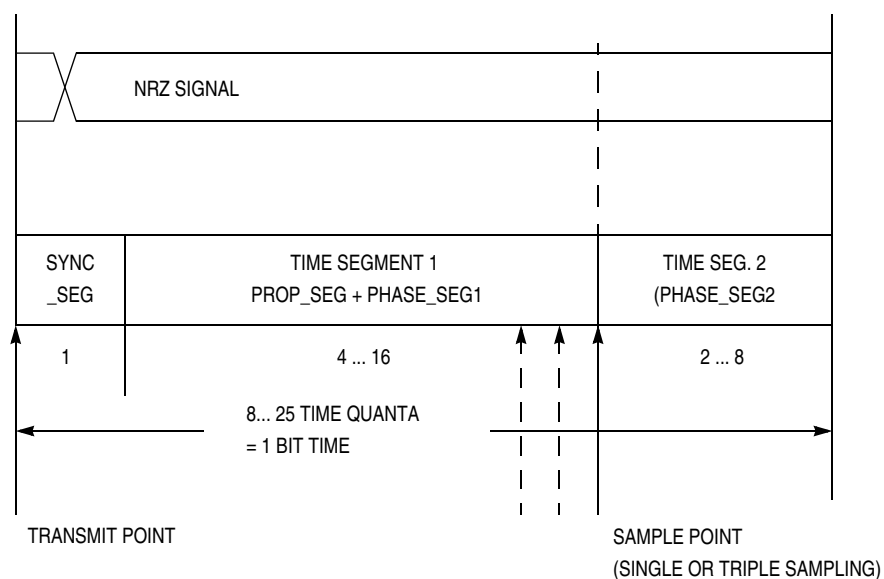 NRZ SIGNAL
SYNC
_SEG
TIME SEGMENT 1
PROP_SEG + PHASE_SEG1
TIME SEG. 2
(PHASE_SEG2
1
4 ... 16
2 ... 8
8... 25 TIME QUANTA
= 1 BIT TIME
TRANSMIT POINT
SAMPLE POINT
(SINGLE OR TRIPLE SAMPLING)